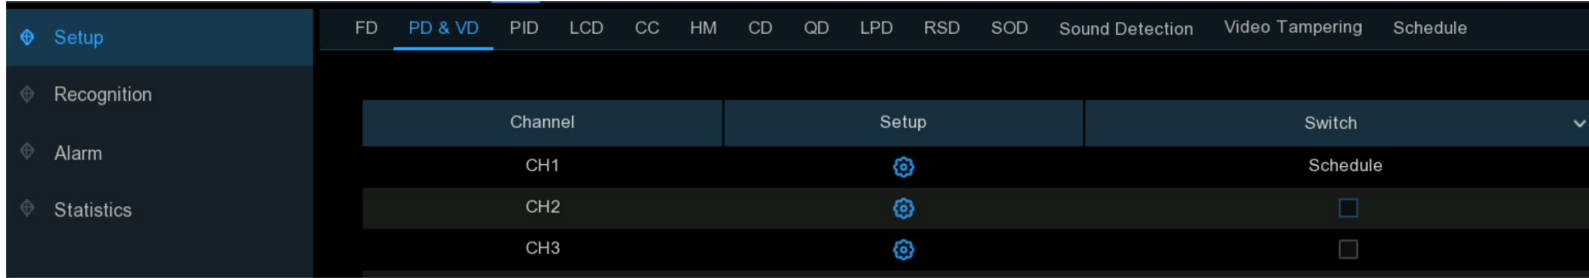 Setup
Recognition
Alarm
Statistics
FD PD & VD PID LCD CC HM CD QD LPD RSD SOD Sound Detection Video Tampering Schedule
Channel Setup Switch
CH1 Schedule
CH2
CH3